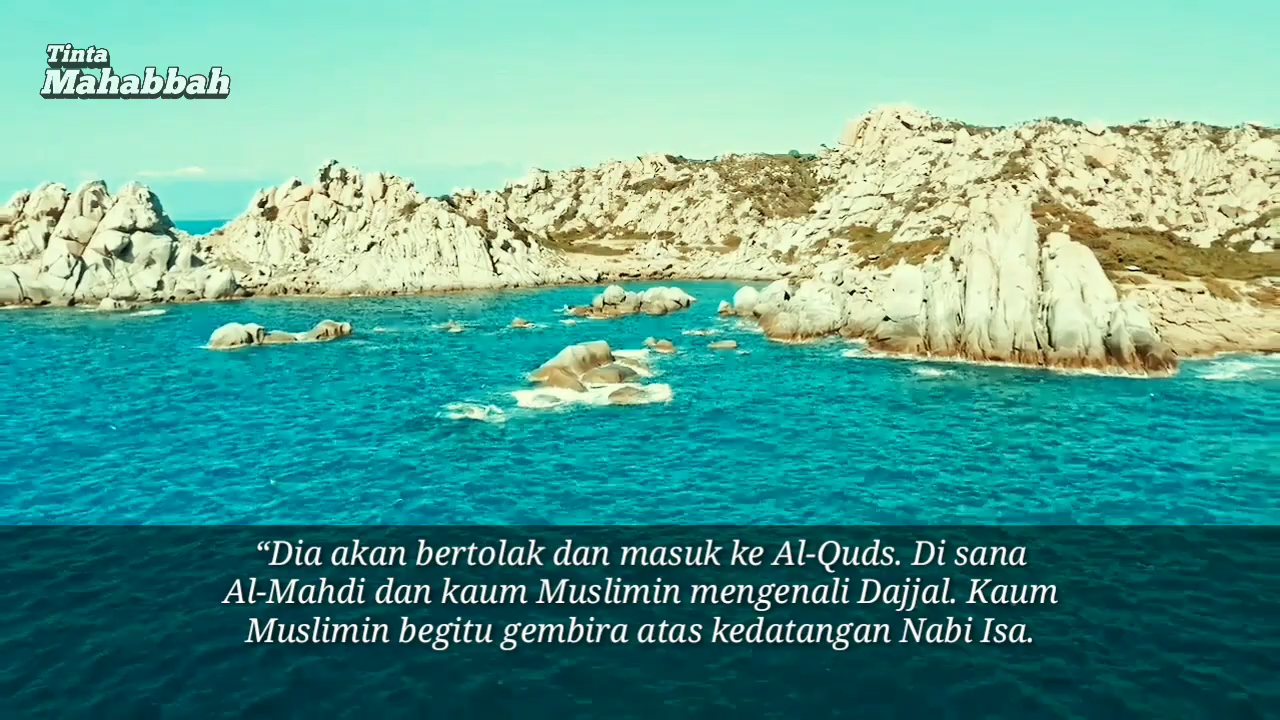 Tinta
Mahabbah
“Dia akan bertolak dan masuk ke Al-Quds. Di sana
Al-Mahdi dan kaum Muslimin mengenali Dajjal. Kaum
Muslimin begitu gembira atas kedatangan Nabi Isa.